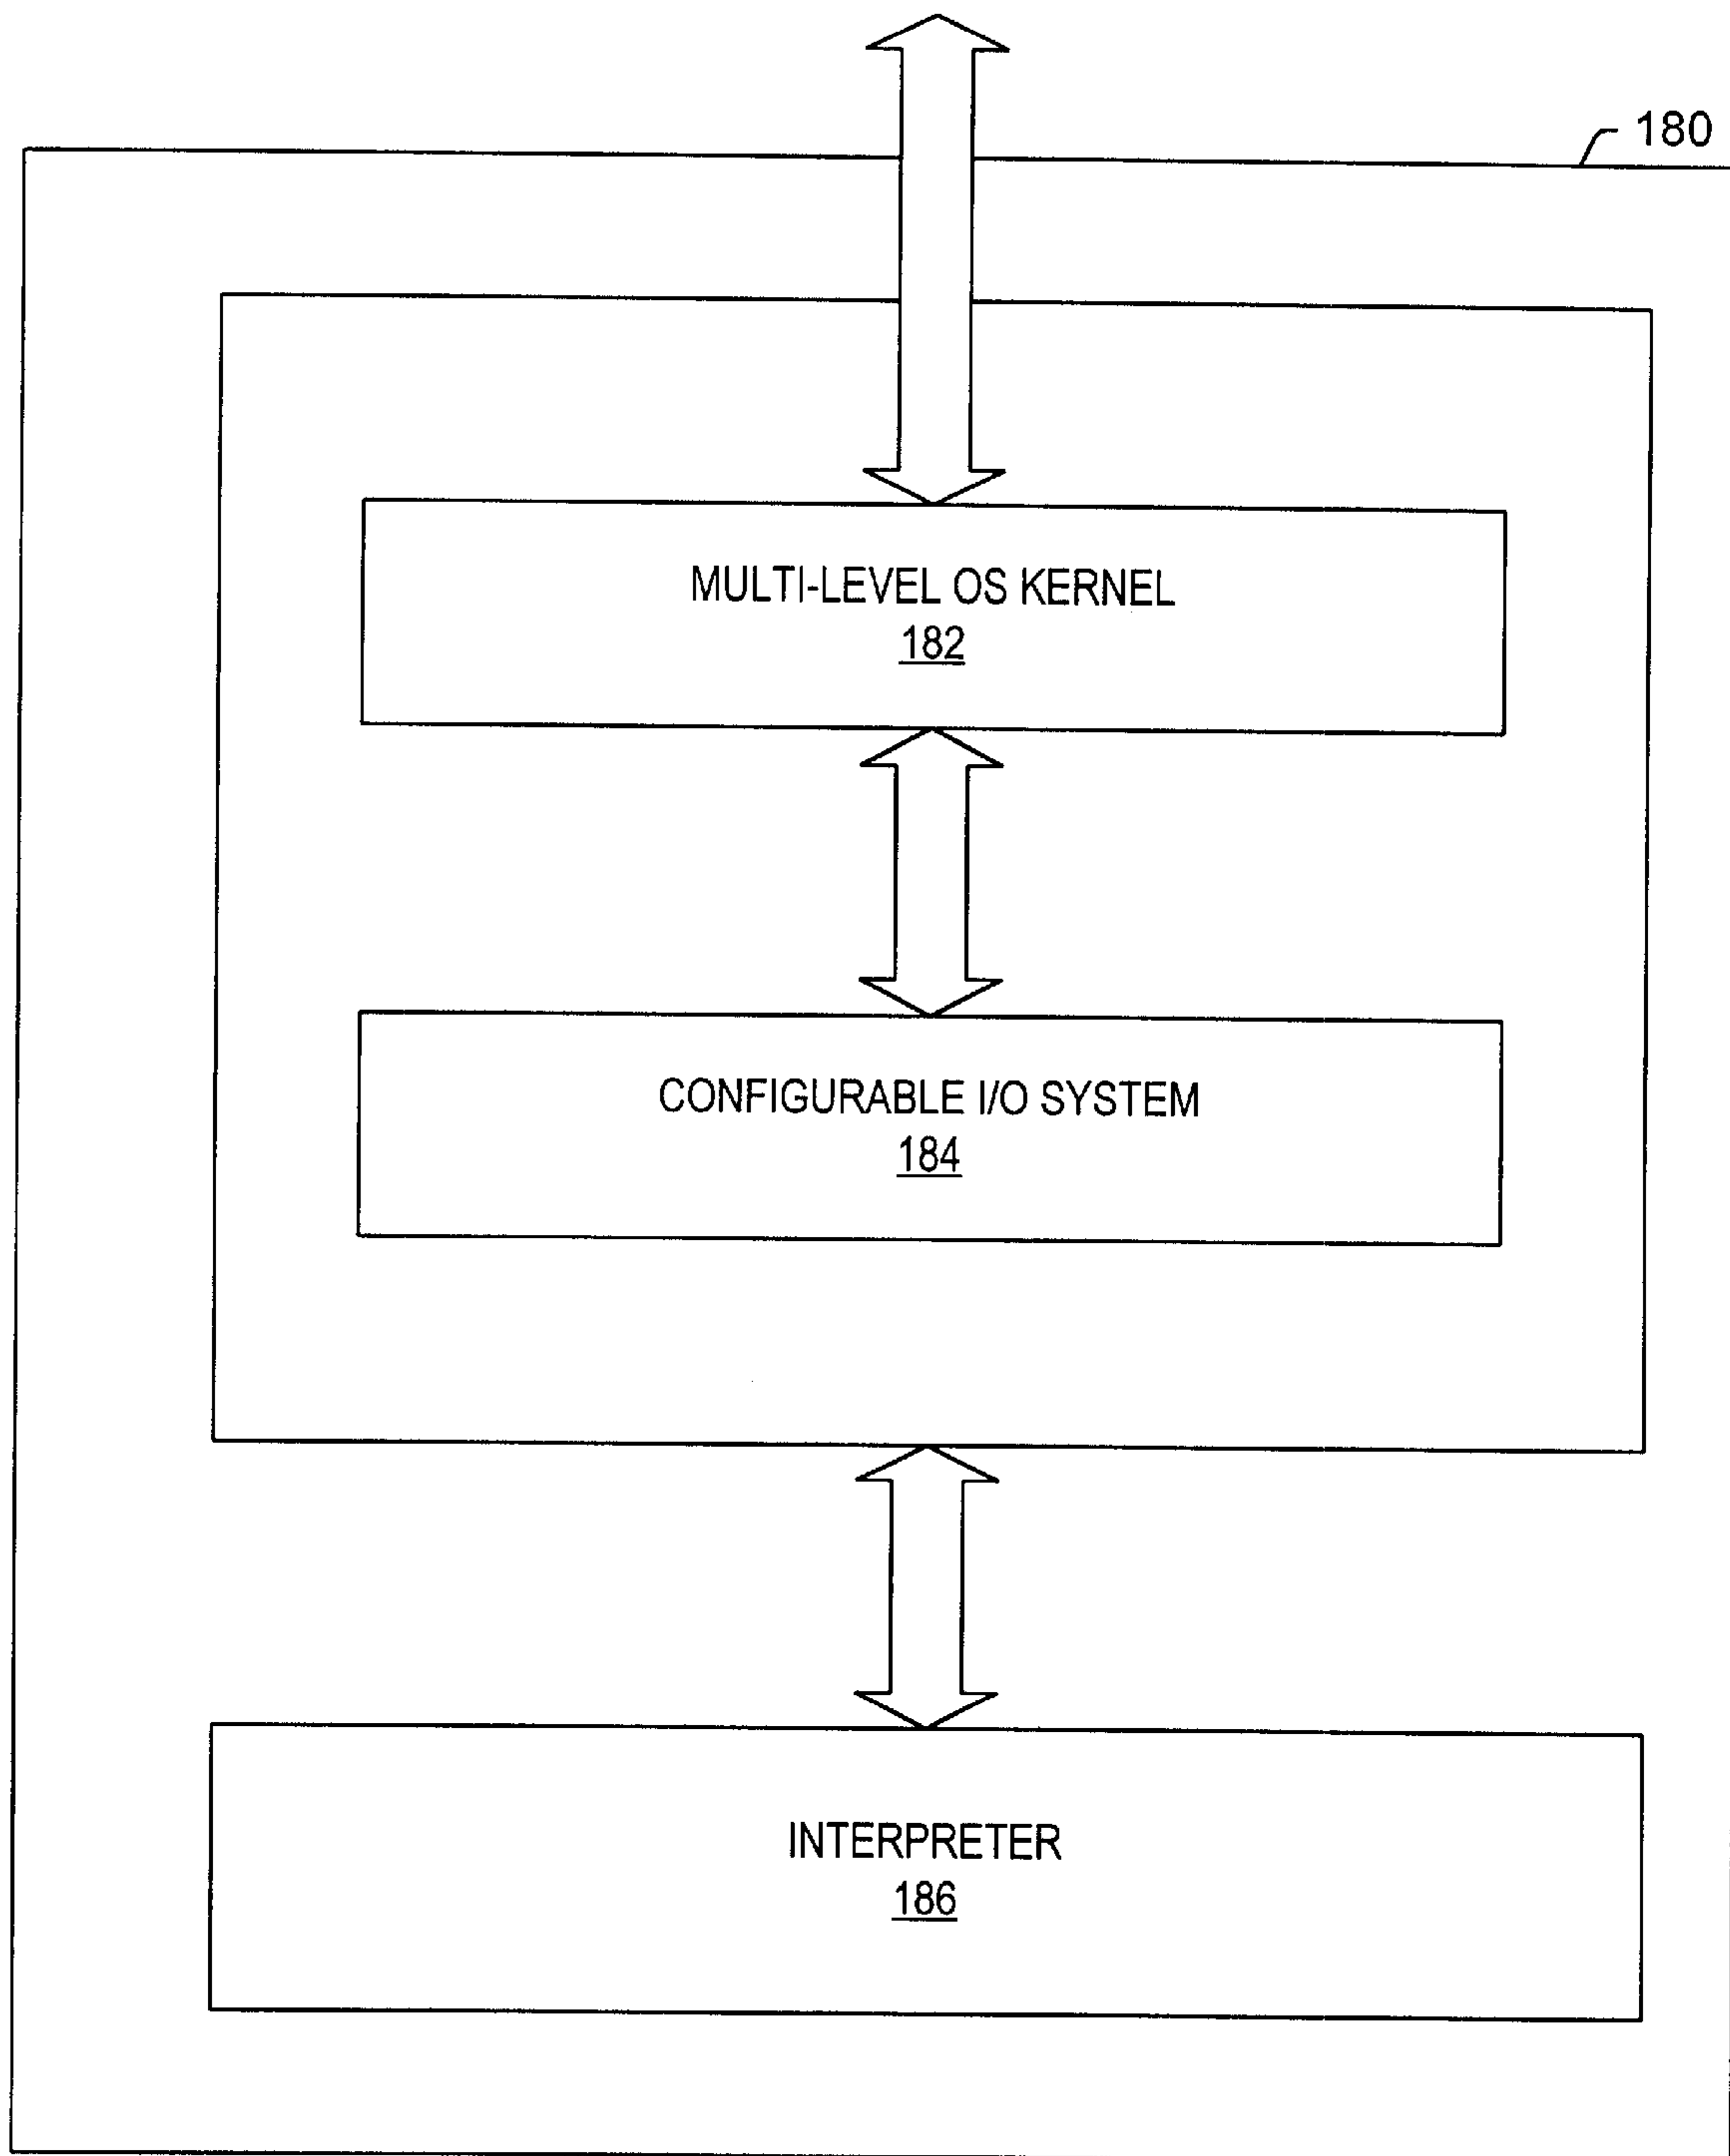 180
MULTI-LEVEL OS KERNEL
182
CONFIGURABLE I/O SYSTEM
184
INTERPRETER
186